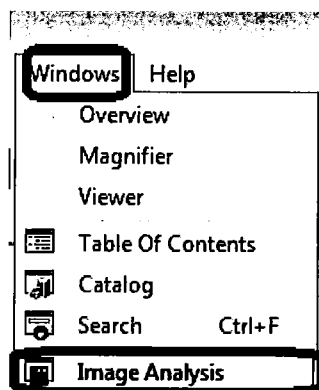 Windows Help
Overview
Magnifier
Viewer
Table Of Contents
Catalog
Search Ctrl+F
Image Analysis